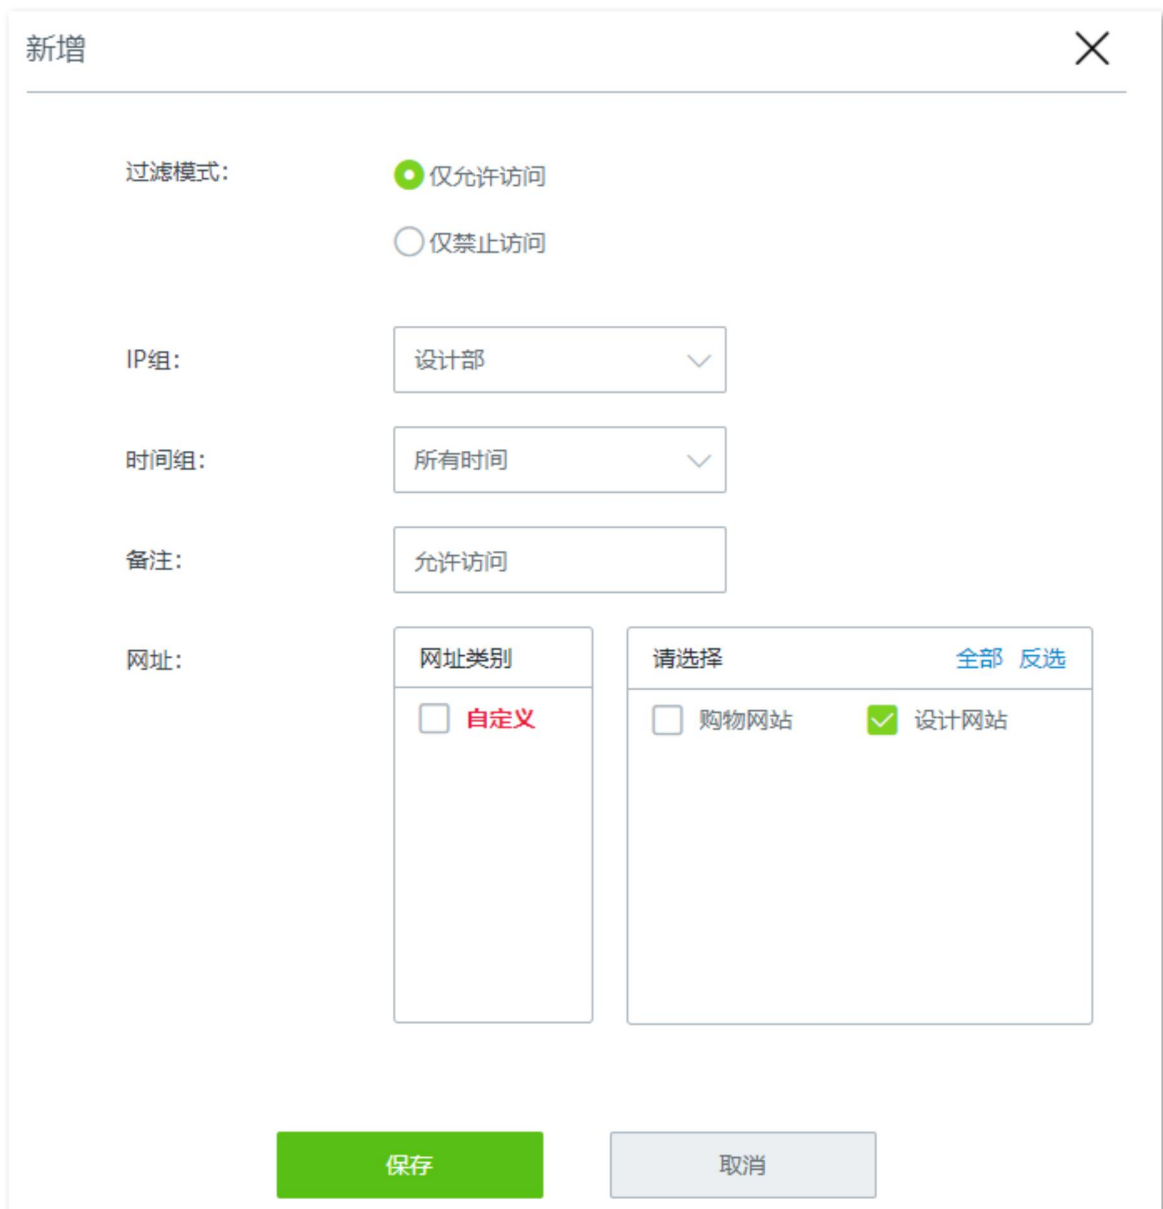 新增
过滤模式：
仅允许访问
仅禁止访问
IP组：
设计部
时间组：
所有时间
备注：
允许访问
网址：
网址类别
请选择 全部 反选
自定义
购物网站 设计网站
保存 取消